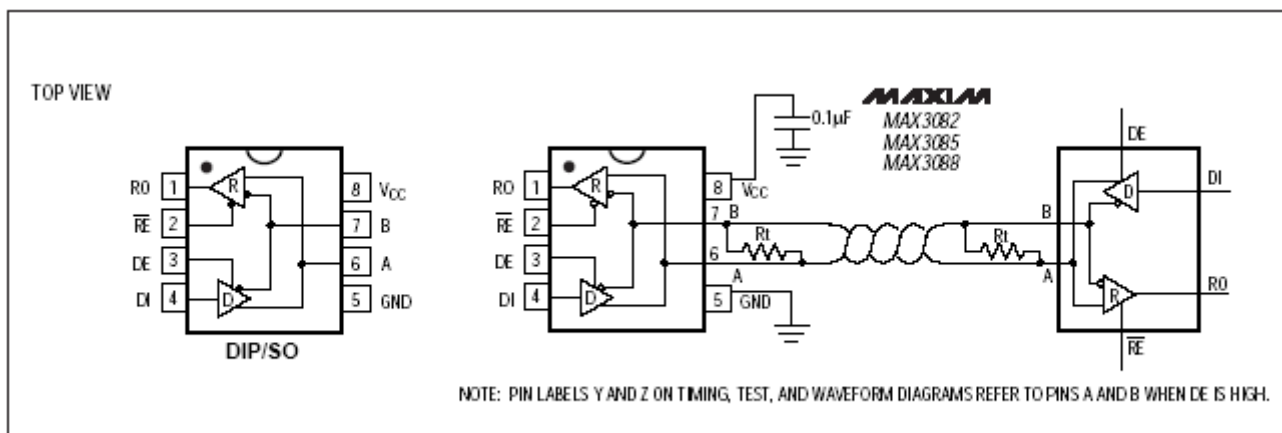 TOP VIEW
RO 1
RE 2
DE 3
DI 4
8 VCC
7 B
6 A
5 GND
R
D
DIP/SO
RO 1
RE 2
DE 3
DI 4
R
D
8 VCC
7 B
6 A
5 GND
0.1µF
MAXIM
MAX3082
MAX3085
MAX3088
Rt
Rt
B
A
DE
D
DI
R
RO
RE
NOTE: PIN LABELS Y AND Z ON TIMING, TEST, AND WAVEFORM DIAGRAMS REFER TO PINS A AND B WHEN DE IS HIGH.